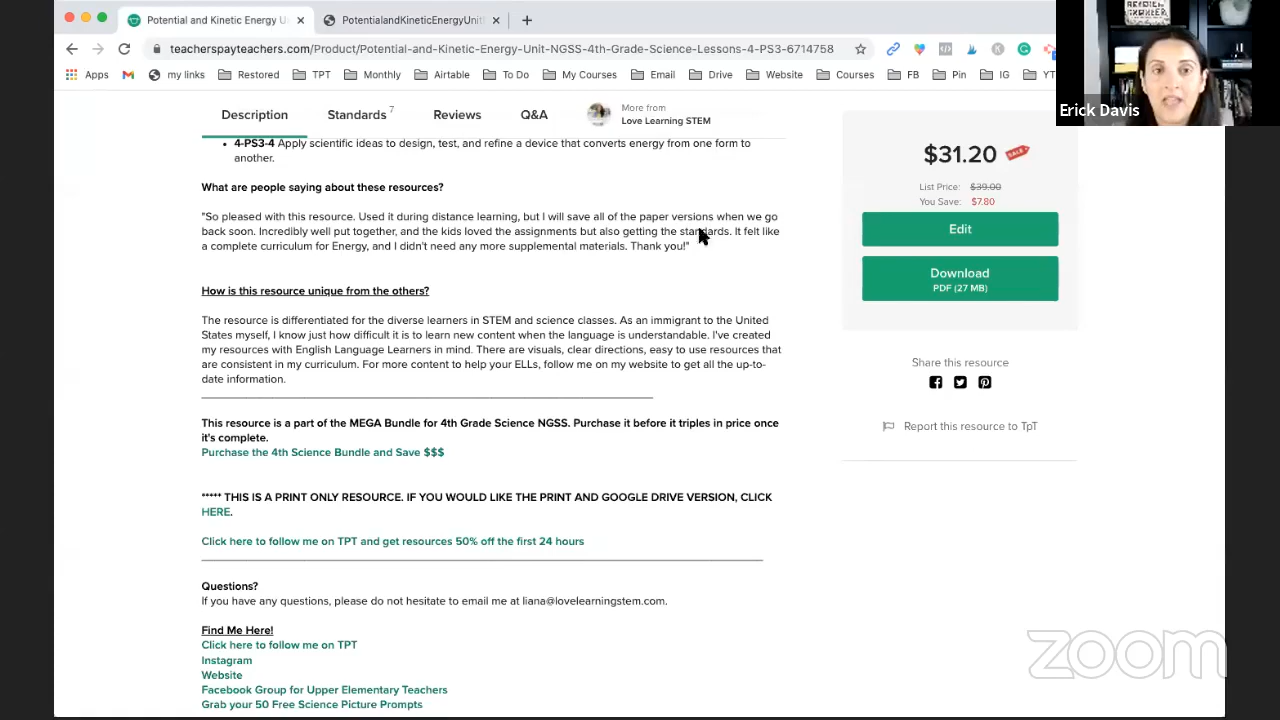 Potential and Kinetic Energy U
PotentialandKineticEnergyUnit
teacherspayteachers.com/Product/Potential-and-Kinetic-Energy-Unit-NGSS-4th-Grade-Science-Lessons-4-PS3-6714758
Apps my links Restored TPT Monthly Airtable To Do My Courses Email Drive Website Courses FB Pin IG YT
Erick Davis
Description Standards 7 Reviews Q&A
More from
Love Learning STEM
4-PS3-4 Apply scientific ideas to design, test, and refine a device that converts energy from one form to
another.
What are people saying about these resources?
"So pleased with this resource. Used it during distance learning, but I will save all of the paper versions when we go
back soon. Incredibly well put together, and the kids loved the assignments but also getting the standards. It felt like
a complete curriculum for Energy, and I didn't need any more supplemental materials. Thank you!"
How is this resource unique from the others?
The resource is differentiated for the diverse learners in STEM and science classes. As an immigrant to the United
States myself, I know just how difficult it is to learn new content when the language is understandable. I've created
my resources with English Language Learners in mind. There are visuals, clear directions, easy to use resources that
are consistent in my curriculum. For more content to help your ELLs, follow me on my website to get all the up-to-
date information.
This resource is a part of the MEGA Bundle for 4th Grade Science NGSS. Purchase it before it triples in price once
it's complete.
Purchase the 4th Science Bundle and Save $$$
***** THIS IS A PRINT ONLY RESOURCE. IF YOU WOULD LIKE THE PRINT AND GOOGLE DRIVE VERSION, CLICK
HERE.
Click here to follow me on TPT and get resources 50% off the first 24 hours
Questions?
If you have any questions, please do not hesitate to email me at liana@lovelearningstem.com.
Find Me Here!
Click here to follow me on TPT
Instagram
Website
Facebook Group for Upper Elementary Teachers
Grab your 50 Free Science Picture Prompts
$31.20 SALE
List Price: $39.00
You Save: $7.80
Edit
Download
PDF (27 MB)
Share this resource
Report this resource to TpT
zoom